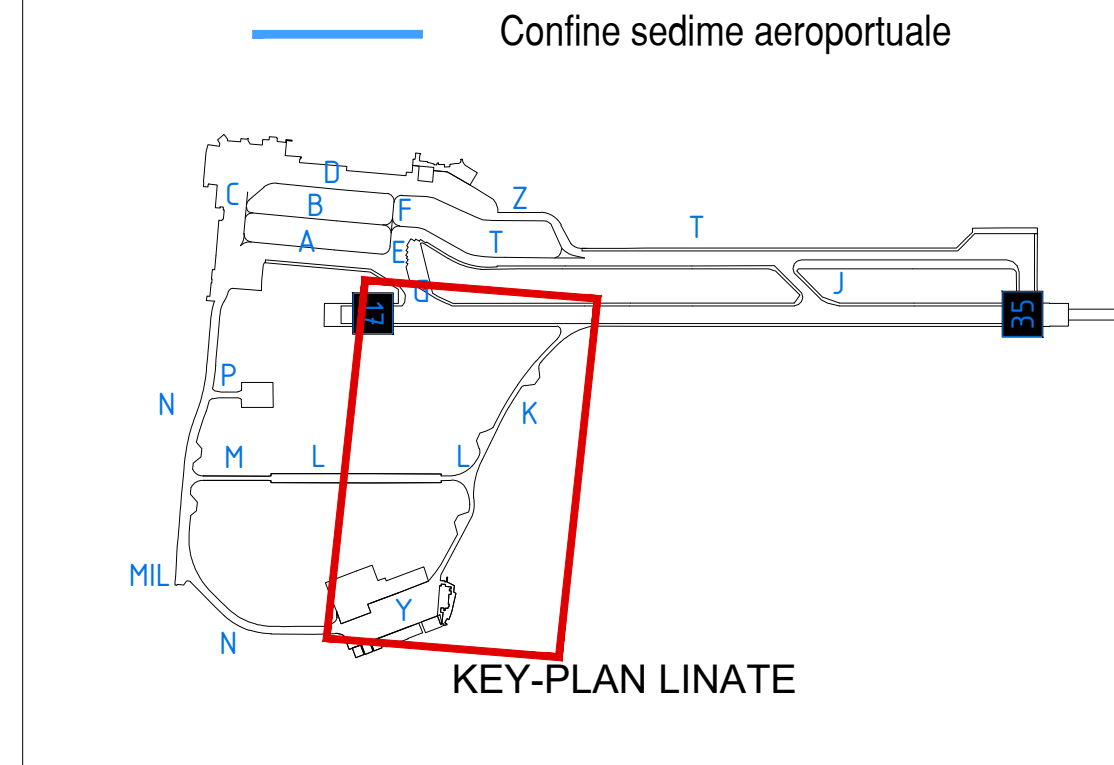 Confine sedime aeroportuale
D
C
B
F
Z
A
E
T
T
G
J
17
35
P
N
K
M
L
L
MIL
Y
N
KEY-PLAN LINATE